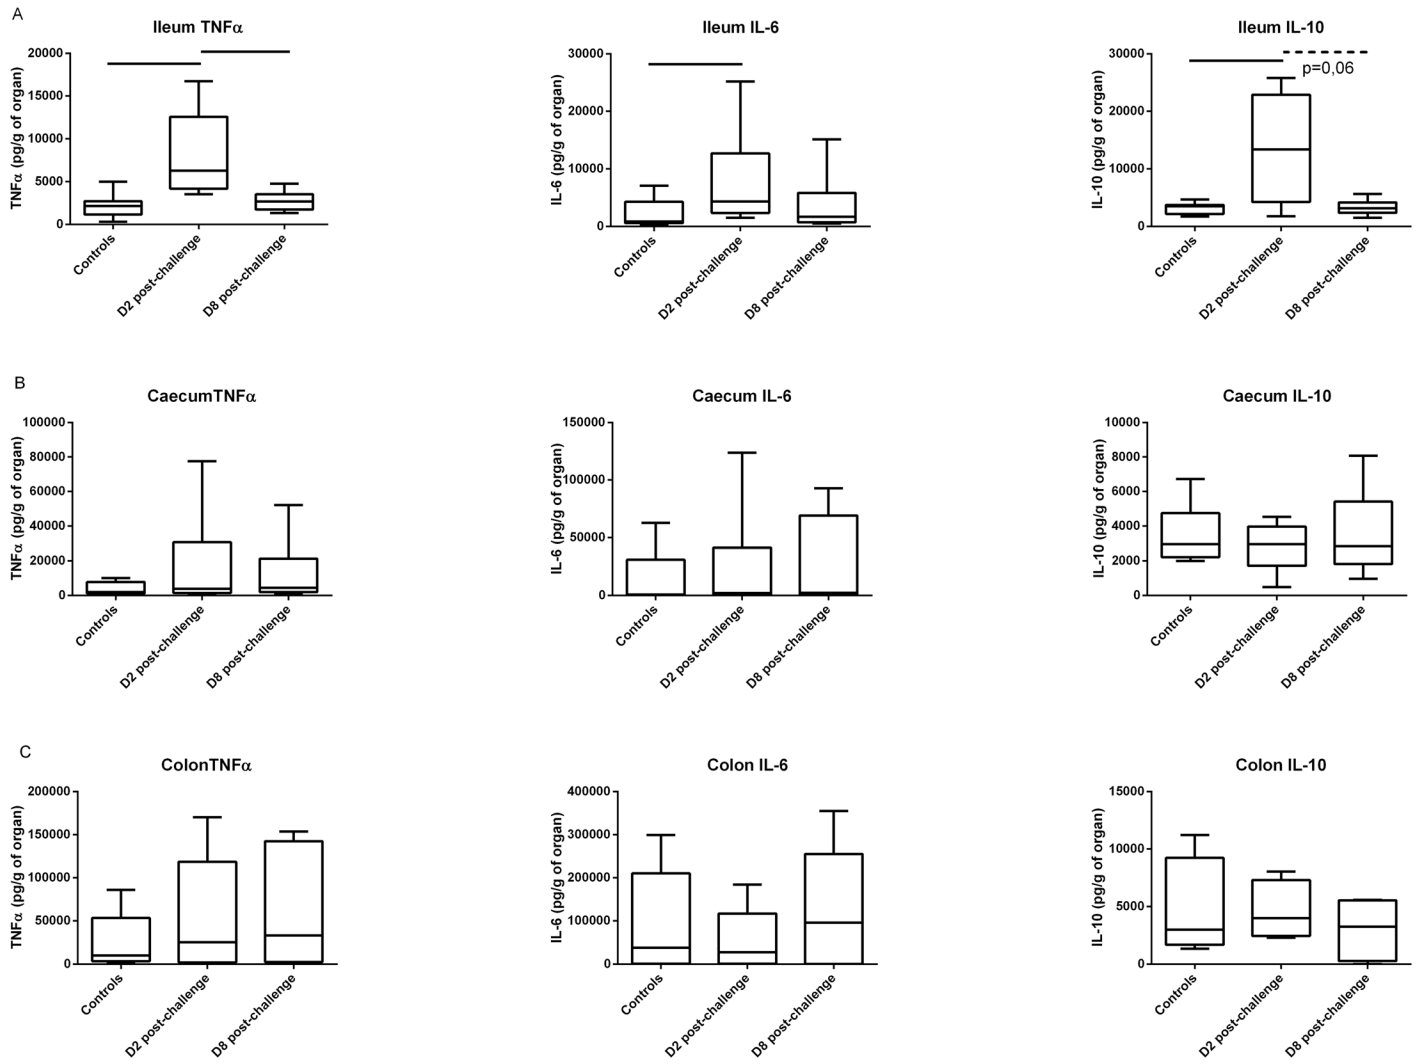 A
Ileum TNFα
TNFα (pg/g of organ)
20000
15000
10000
5000
0
Controls
D2 post-challenge
D8 post-challenge
Ileum IL-6
IL-6 (pg/g of organ)
30000
20000
10000
0
Controls
D2 post-challenge
D8 post-challenge
Ileum IL-10
IL-10 (pg/g of organ)
30000
20000
10000
0
p=0,06
Controls
D2 post-challenge
D8 post-challenge
B
CaecumTNFα
TNFα (pg/g of organ)
100000
80000
60000
40000
20000
0
Controls
D2 post-challenge
D8 post-challenge
Caecum IL-6
IL-6 (pg/g of organ)
150000
100000
50000
0
Controls
D2 post-challenge
D8 post-challenge
Caecum IL-10
IL-10 (pg/g of organ)
10000
8000
6000
4000
2000
0
Controls
D2 post-challenge
D8 post-challenge
C
ColonTNFα
TNFα (pg/g of organ)
200000
150000
100000
50000
0
Controls
D2 post-challenge
D8 post-challenge
Colon IL-6
IL-6 (pg/g of organ)
400000
300000
200000
100000
0
Controls
D2 post-challenge
D8 post-challenge
Colon IL-10
IL-10 (pg/g of organ)
15000
10000
5000
0
Controls
D2 post-challenge
D8 post-challenge